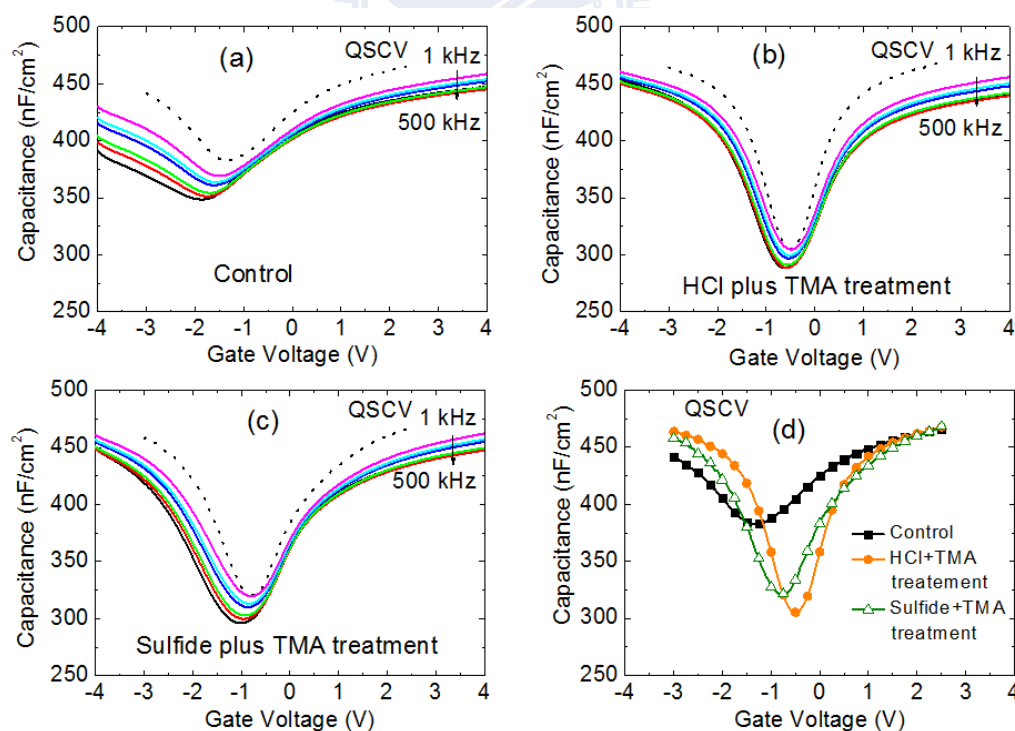 500
450
400
350
300
250
Capacitance (nF/cm²)
(a)
QSCV
1 kHz
500 kHz
Control
-4 -3 -2 -1 0 1 2 3 4
Gate Voltage (V)
500
450
400
350
300
250
Capacitance (nF/cm²)
(b)
QSCV
1 kHz
500 kHz
HCl plus TMA treatment
-4 -3 -2 -1 0 1 2 3 4
Gate Voltage (V)
500
450
400
350
300
250
Capacitance (nF/cm²)
(c)
QSCV
1 kHz
500 kHz
Sulfide plus TMA treatment
-4 -3 -2 -1 0 1 2 3 4
Gate Voltage (V)
500
450
400
350
300
250
Capacitance (nF/cm²)
QSCV
(d)
Control
HCl+TMA
treatement
Sulfide+TMA
treatment
-4 -3 -2 -1 0 1 2 3 4
Gate Voltage (V)